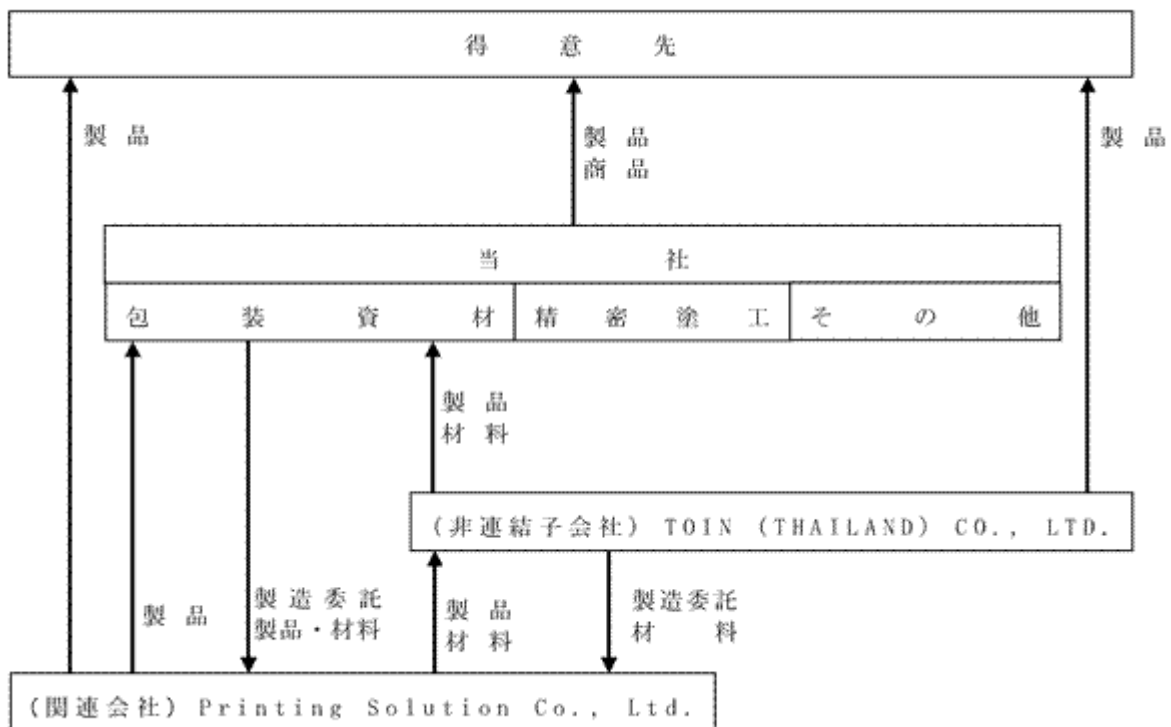 得意先
製品
製品
商品
製品
当社
包装資材
精密塗工
その他
製品
材料
(非連結子会社) TOIN (THAILAND) CO., LTD.
製品
製造委託
製品・材料
製品
材料
製造委託
材料
(関連会社) Printing Solution Co., Ltd.